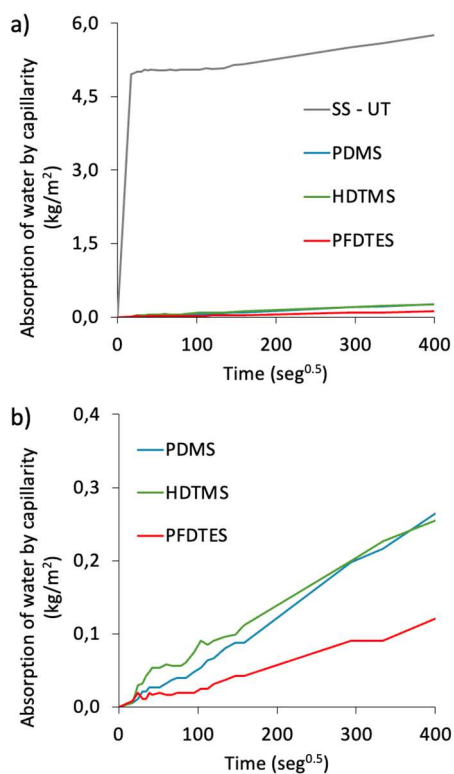 a)
Absorption of water by capillarity
(kg/m²)
6,0
4,5
3,0
1,5
0,0
SS - UT
PDMS
HDTMS
PFDTES
0 100 200 300 400
Time (seg⁰·⁵)
b)
Absorption of water by capillarity
(kg/m²)
0,4
0,3
0,2
0,1
0,0
PDMS
HDTMS
PFDTES
0 100 200 300 400
Time (seg⁰·⁵)